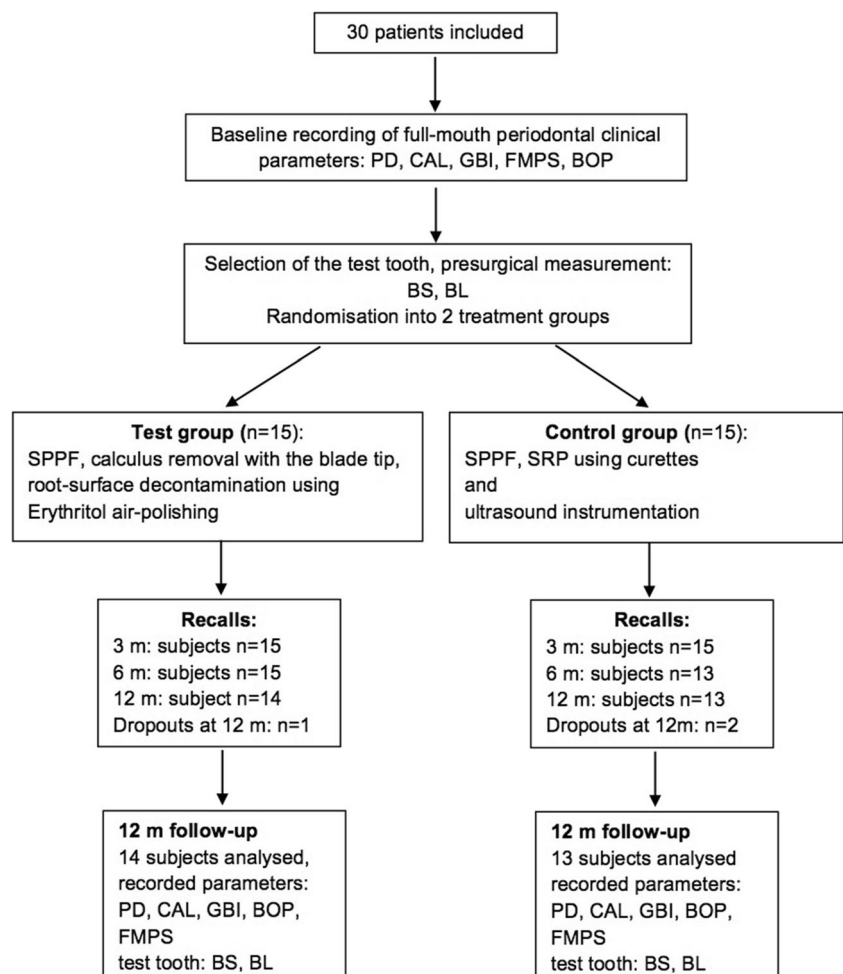 30 patients included
Baseline recording of full-mouth periodontal clinical
parameters: PD, CAL, GBI, FMPS, BOP
Selection of the test tooth, presurgical measurement:
BS, BL
Randomisation into 2 treatment groups
Test group (n=15):
SPPF, calculus removal with the blade tip,
root-surface decontamination using
Erythritol air-polishing
Control group (n=15):
SPPF, SRP using curettes
and
ultrasound instrumentation
Recalls:
3 m: subjects n=15
6 m: subjects n=15
12 m: subject n=14
Dropouts at 12 m: n=1
Recalls:
3 m: subjects n=15
6 m: subjects n=13
12 m: subjects n=13
Dropouts at 12m: n=2
12 m follow-up
14 subjects analysed,
recorded parameters:
PD, CAL, GBI, BOP,
FMPS
test tooth: BS, BL
12 m follow-up
13 subjects analysed
recorded parameters:
PD, CAL, GBI, BOP,
FMPS
test tooth: BS, BL